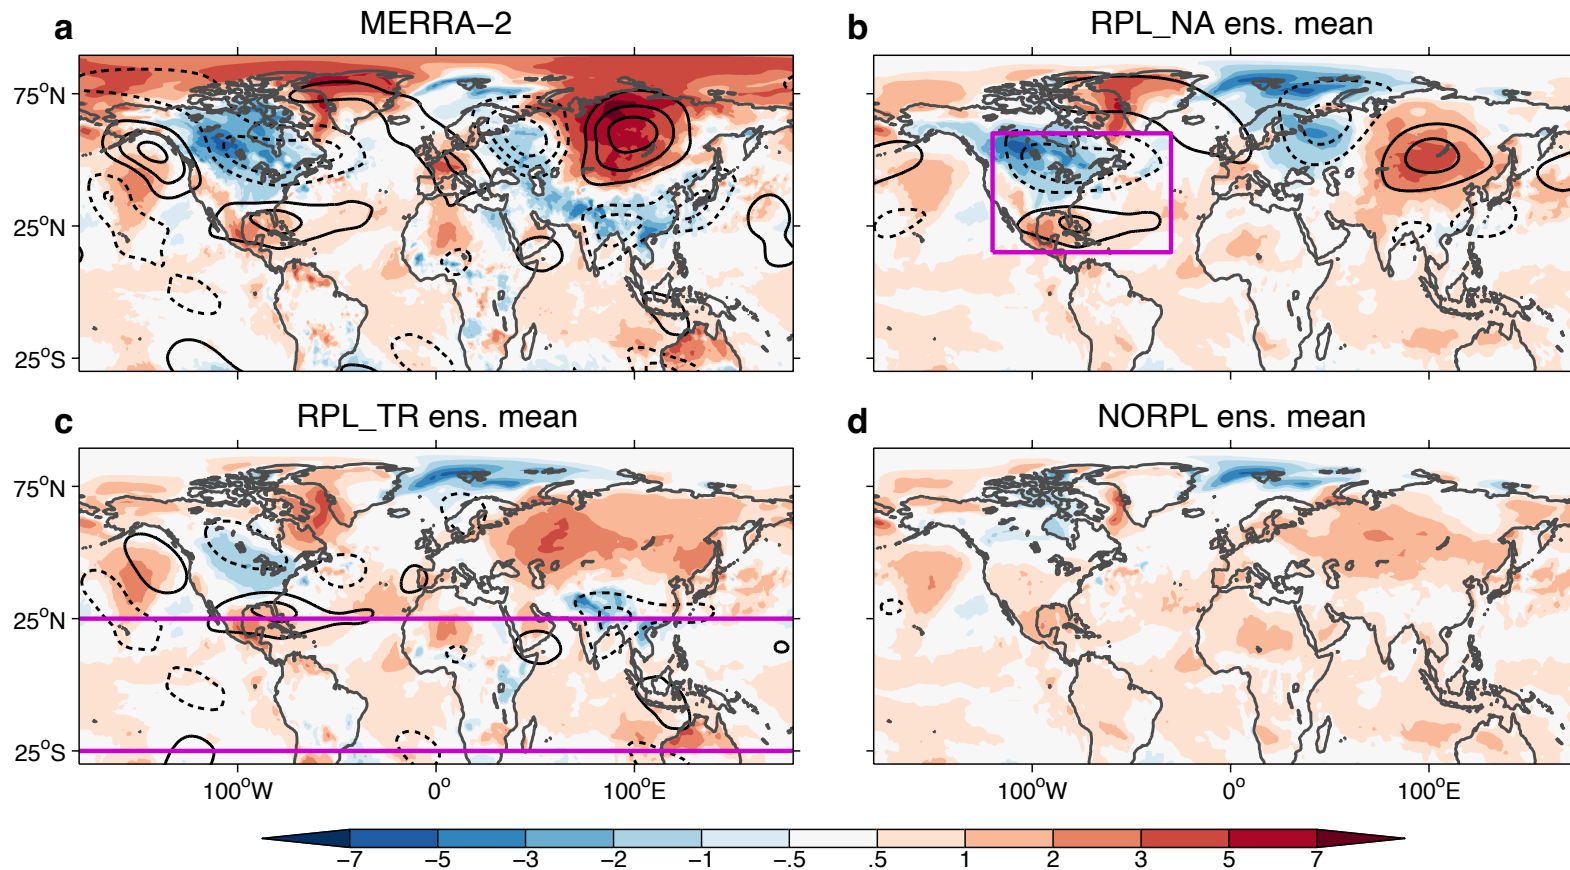 a MERRA−2
b RPL_NA ens. mean
75°N
25°N
25°S
c RPL_TR ens. mean
d NORPL ens. mean
75°N
25°N
25°S
100°W 0° 100°E
100°W 0° 100°E
−7 −5 −3 −2 −1 −.5 .5 1 2 3 5 7